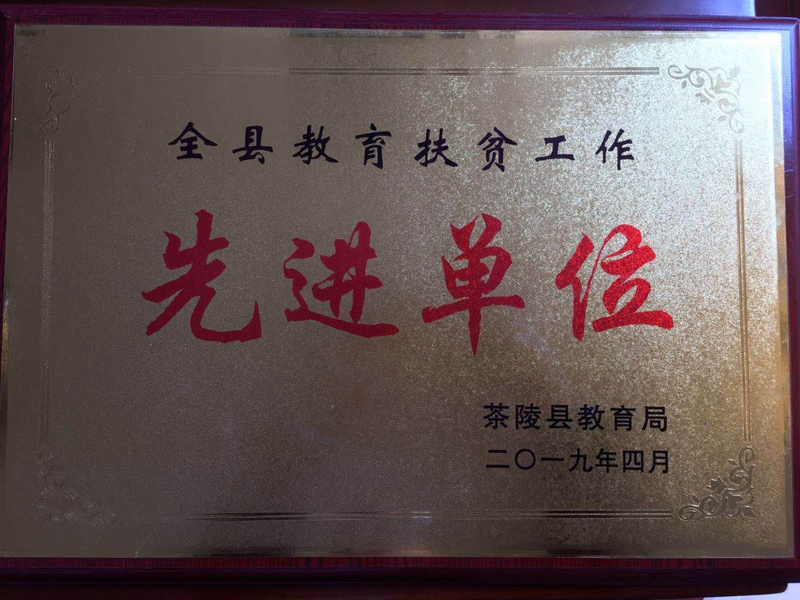 全县教育扶贫工作
先进单位
茶陵县教育局
二〇一九年四月